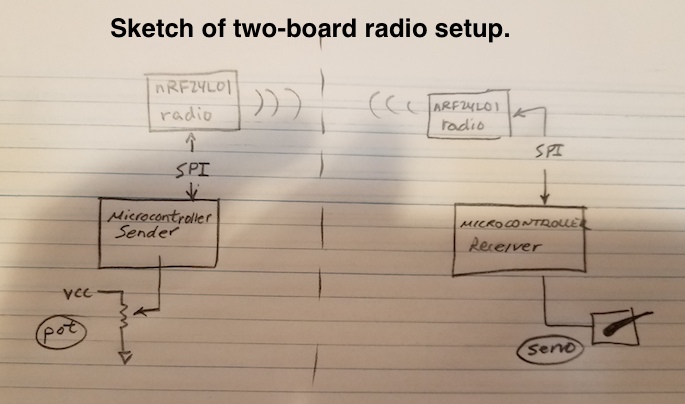 Sketch of two-board radio setup.
nRF24L01
radio
SPI
Microcontroller
Sender
VCC
pot
nRF24L01
radio
SPI
MICROCONTROLLER
Receiver
servo